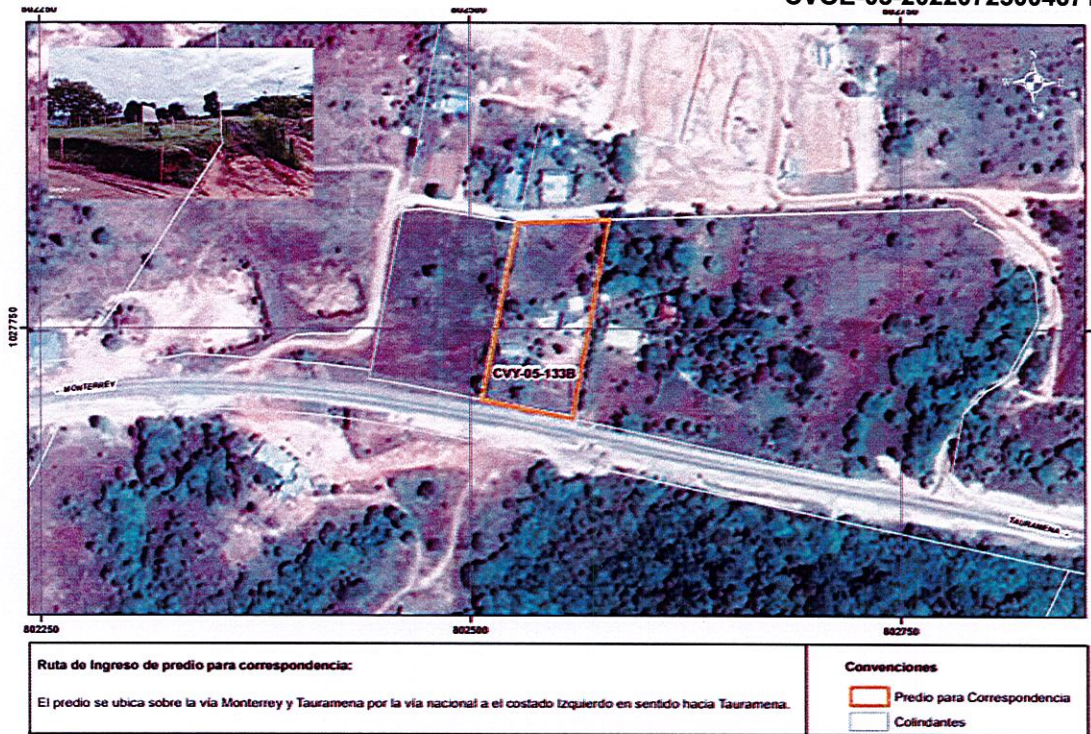 802250
1027750
MONTERREY
CVY-05-133B
TAURAMENA
802250
802500
802750
Ruta de Ingreso de predio para correspondencia:
El predio se ubica sobre la vía Monterrey y Tauramena por la vía nacional a el costado Izquierdo en sentido hacia Tauramena.
Convenciones
Predio para Correspondencia
Colindantes